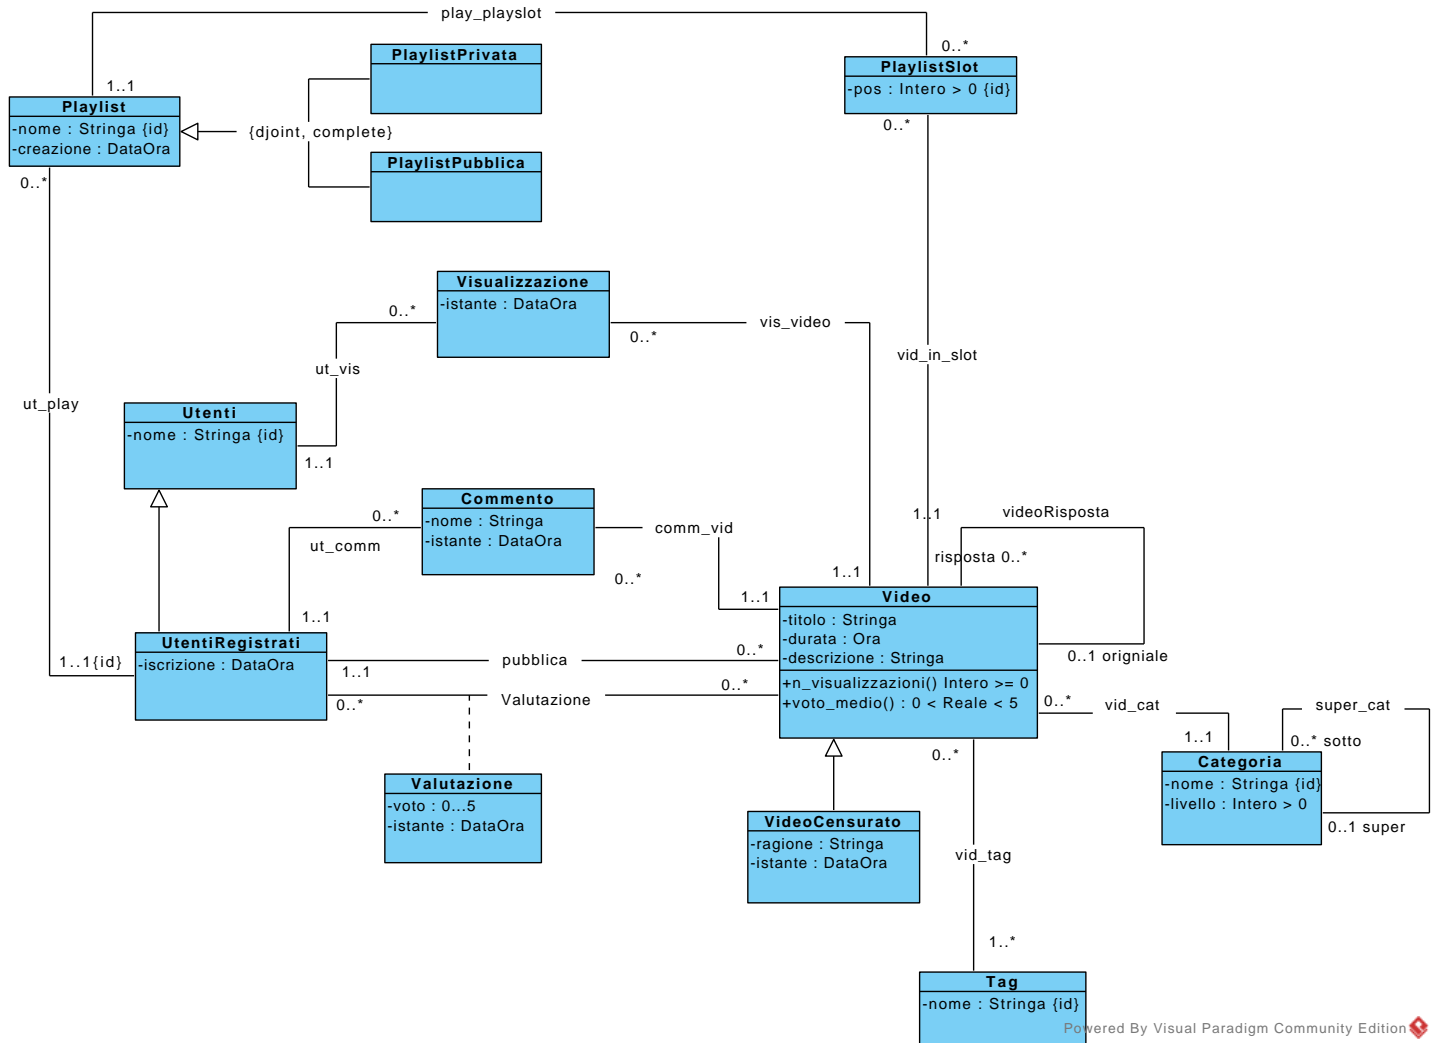 play_playslot
0..*
PlaylistPrivata
PlaylistSlot
-pos : Intero > 0 {id}
1..1
Playlist
-nome : Stringa {id}
-creazione : DataOra
{djoint, complete}
0..*
PlaylistPubblica
0..*
Visualizzazione
-istante : DataOra
0..*
vis_video
0..*
vid_in_slot
ut_vis
ut_play
Utenti
-nome : Stringa {id}
1..1
Commento
-nome : Stringa
-istante : DataOra
0..*
ut_comm
comm_vid
0..*
1..1
videoRisposta
risposta 0..*
1..1
1..1
1..1
Video
-titolo : Stringa
-durata : Ora
-descrizione : Stringa
+n_visualizzazioni() Intero >= 0
+voto_medio() : 0 < Reale < 5
0..1 origniale
UtentiRegistrati
-iscrizione : DataOra
1..1{id}
1..1
pubblica
0..*
1..1
Valutazione
0..*
0..*
0..*
vid_cat
1..1
super_cat
0..* sotto
Categoria
-nome : Stringa {id}
-livello : Intero > 0
0..1 super
0..*
Valutazione
-voto : 0...5
-istante : DataOra
VideoCensurato
-ragione : Stringa
-istante : DataOra
vid_tag
1..*
Tag
-nome : Stringa {id}
Powered By Visual Paradigm Community Edition